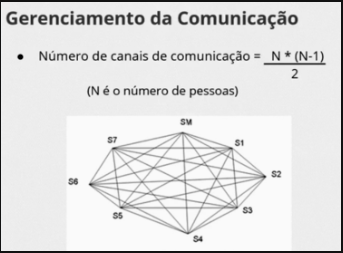 Gerenciamento da Comunicação
● Número de canais de comunicação = N * (N-1)
2
(N é o número de pessoas)
SM
S7
S1
S6
S2
S5
S3
S4